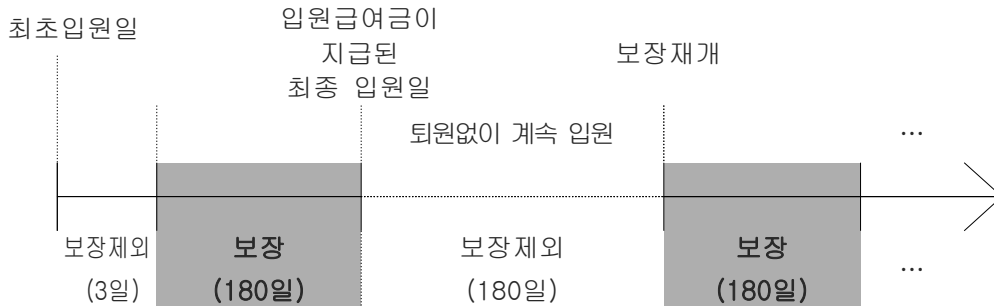 최초입원일
입원급여금이
지급된
최종 입원일
보장재개
퇴원없이 계속 입원
...
보장제외
(3일)
보장
(180일)
보장제외
(180일)
보장
(180일)
...